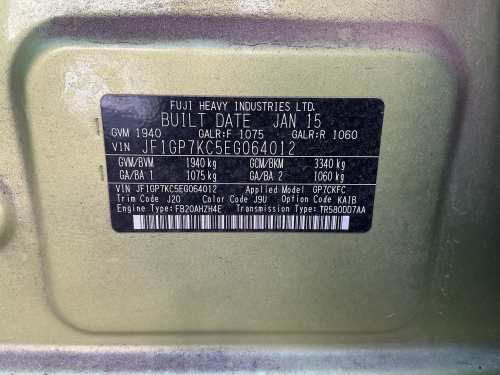 FUJI HEAVY INDUSTRIES LTD.
BUILT DATE JAN 15
GVM 1940 GALR:F 1075 GALR:R 1060
VIN JF1GP7KC5EG064012
GVM/BVM 1940 kg GCM/BKM 3340 kg
GA/BA 1 1075 kg GA/BA 2 1060 kg
VIN JF1GP7KC5EG064012 Applied Model GP7CKFC
Trim Code J20 Color Code J9U Option Code KAIB
Engine Type: FB20AHZH4E Transmission Type: TR580DD7AA